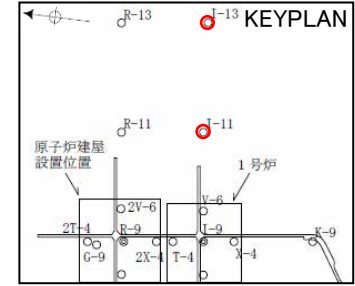 R-13
I-13
KEYPLAN
R-11
I-11
原子炉建屋
設置位置
1号炉
2V-6
V-6
2T-4
R-9
I-9
K-9
G-9
2X-4
T-4
X-4